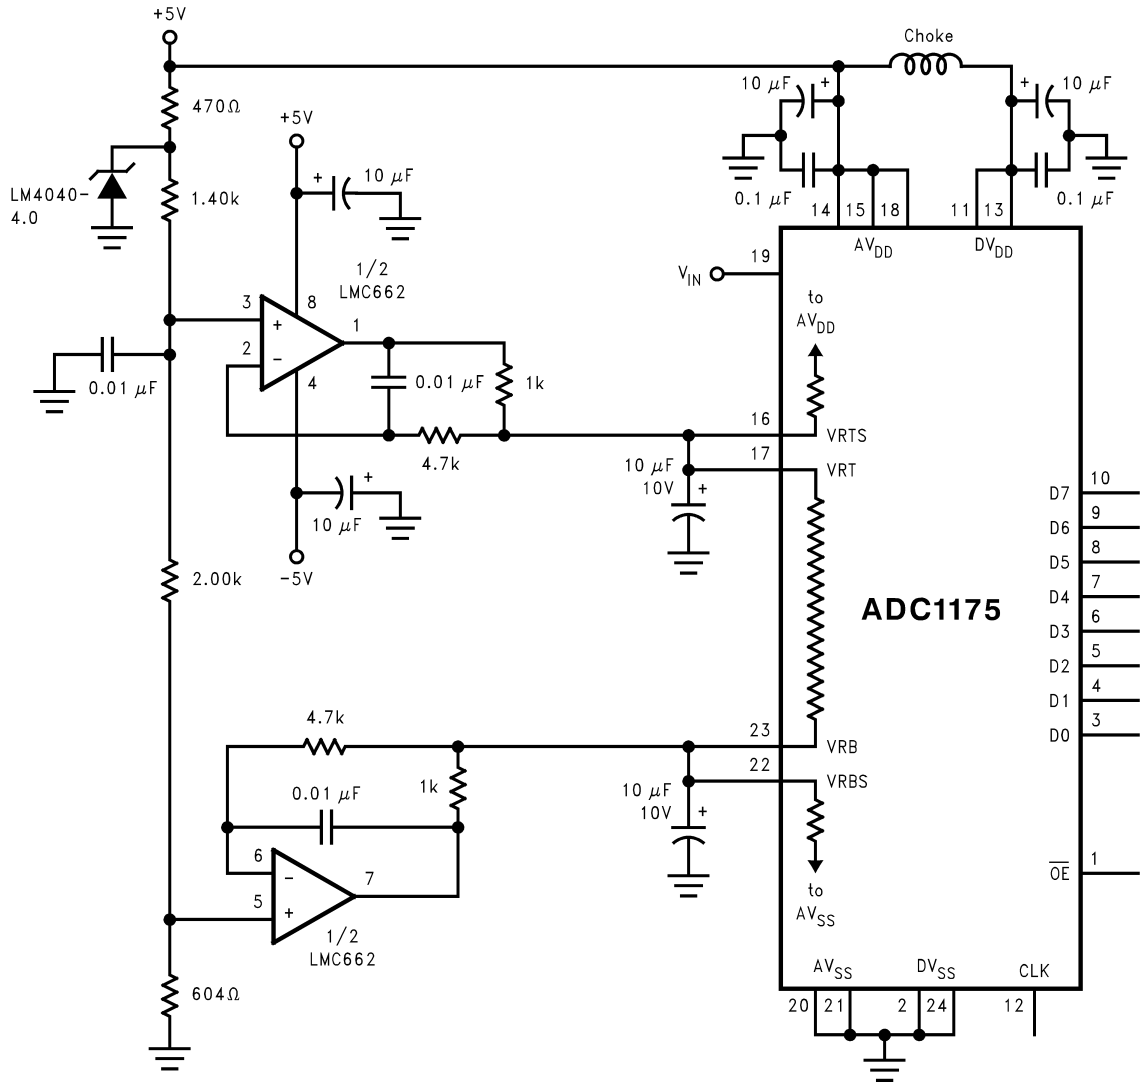 +5V
Choke
10 µF
+
+
10 µF
470Ω
+5V
LM4040-
4.0
1.40k
+
10 µF
0.1 µF
0.1 µF
14
15
18
11
13
AVDD
DVDD
19
VIN
1/2
LMC662
3
8
+
1
2
−
4
to
AVDD
0.01 µF
0.01 µF
1k
16
VRTS
4.7k
17
VRT
10 µF
10V
+
+
10 µF
-5V
D7
10
D6
9
D5
8
2.00k
D4
7
ADC1175
D3
6
D2
5
D1
4
D0
3
4.7k
23
VRB
22
VRBS
1k
10 µF
10V
+
0.01 µF
6
−
7
5
+
1/2
LMC662
to
AVSS
OE
1
604Ω
AVSS
DVSS
CLK
20
21
2
24
12